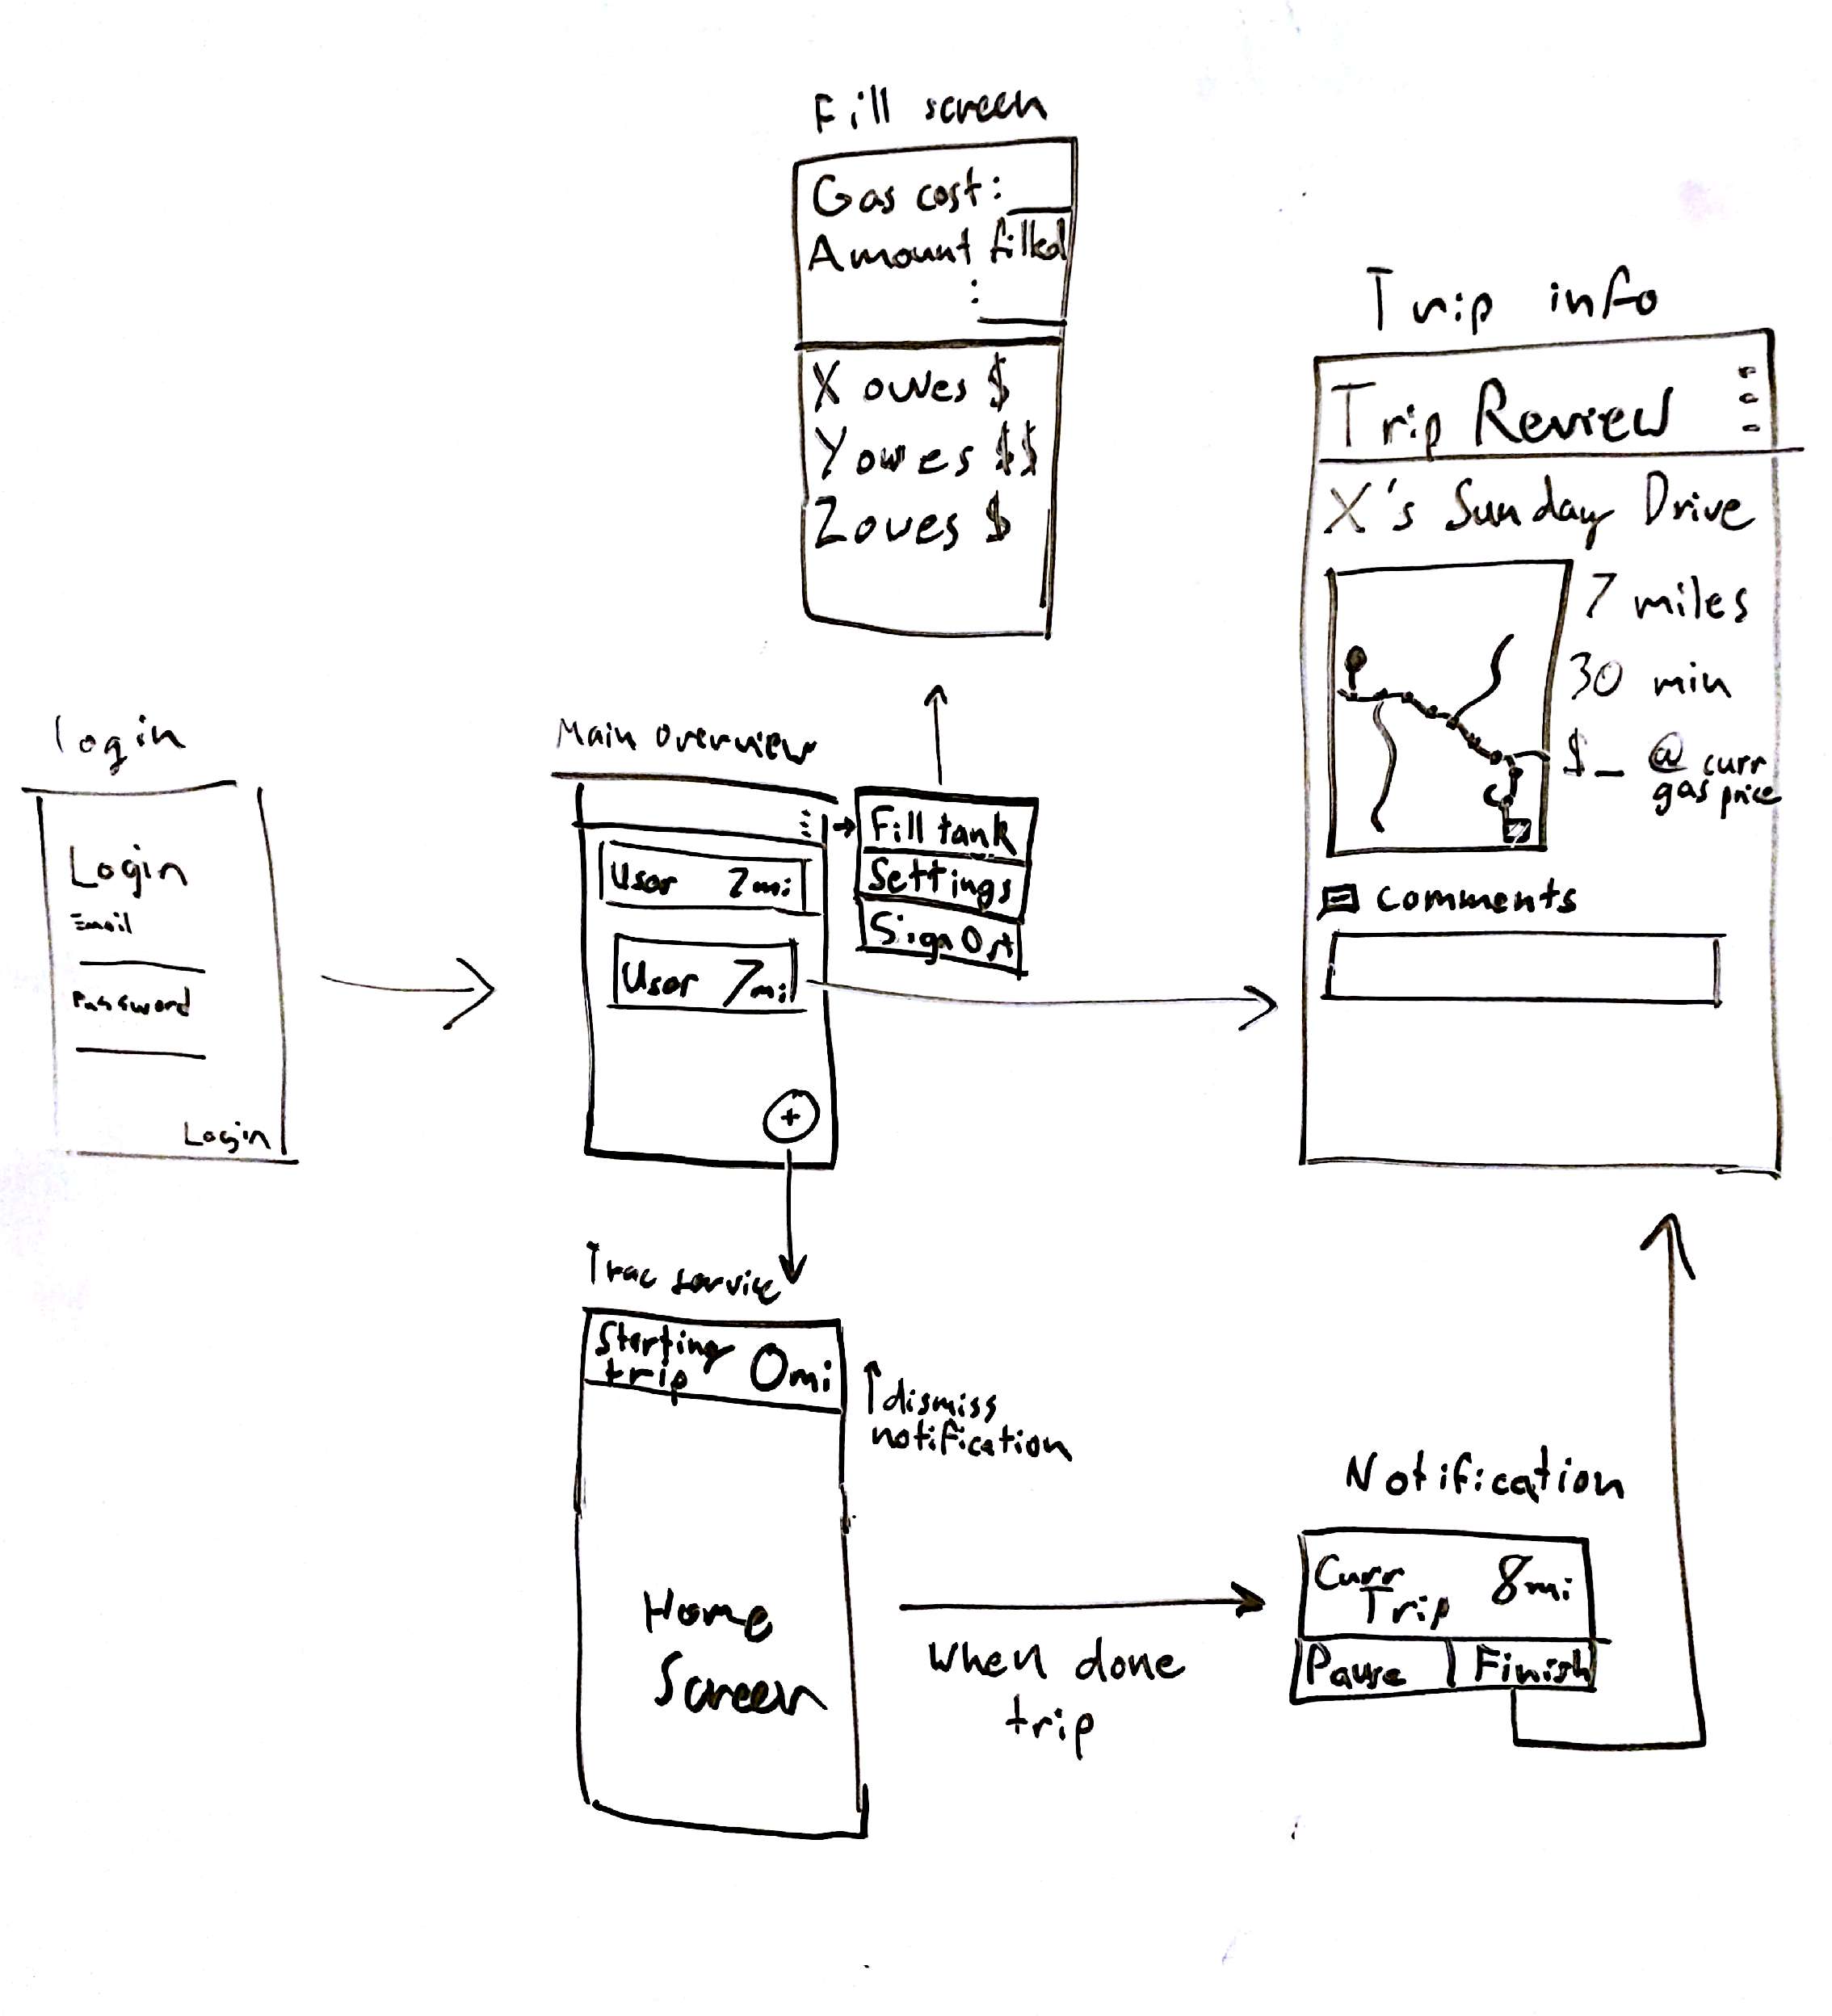 Fill screen
Gas cost:
Amount filled
:
X owes $
Y owes $$
Z owes $
Trip info
Trip Review
X's Sunday Drive
7 miles
30 min
$_ @ curr
gas price
comments
login
Login
Email
Password
Login
Main overview
User 2mi
User 7mi
+
Fill tank
Settings
Sign Out
Trac service
Starting
trip 0mi
dismiss
notification
Home
Screen
When done
trip
Notification
Curr
Trip 8mi
Pause Finish